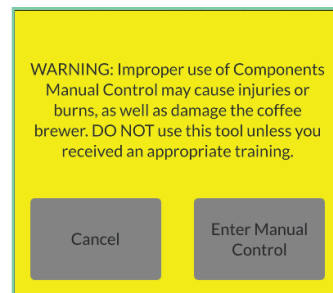 WARNING: Improper use of Components
Manual Control may cause injuries or
burns, as well as damage the coffee
brewer. DO NOT use this tool unless you
received an appropriate training.
Cancel
Enter Manual
Control